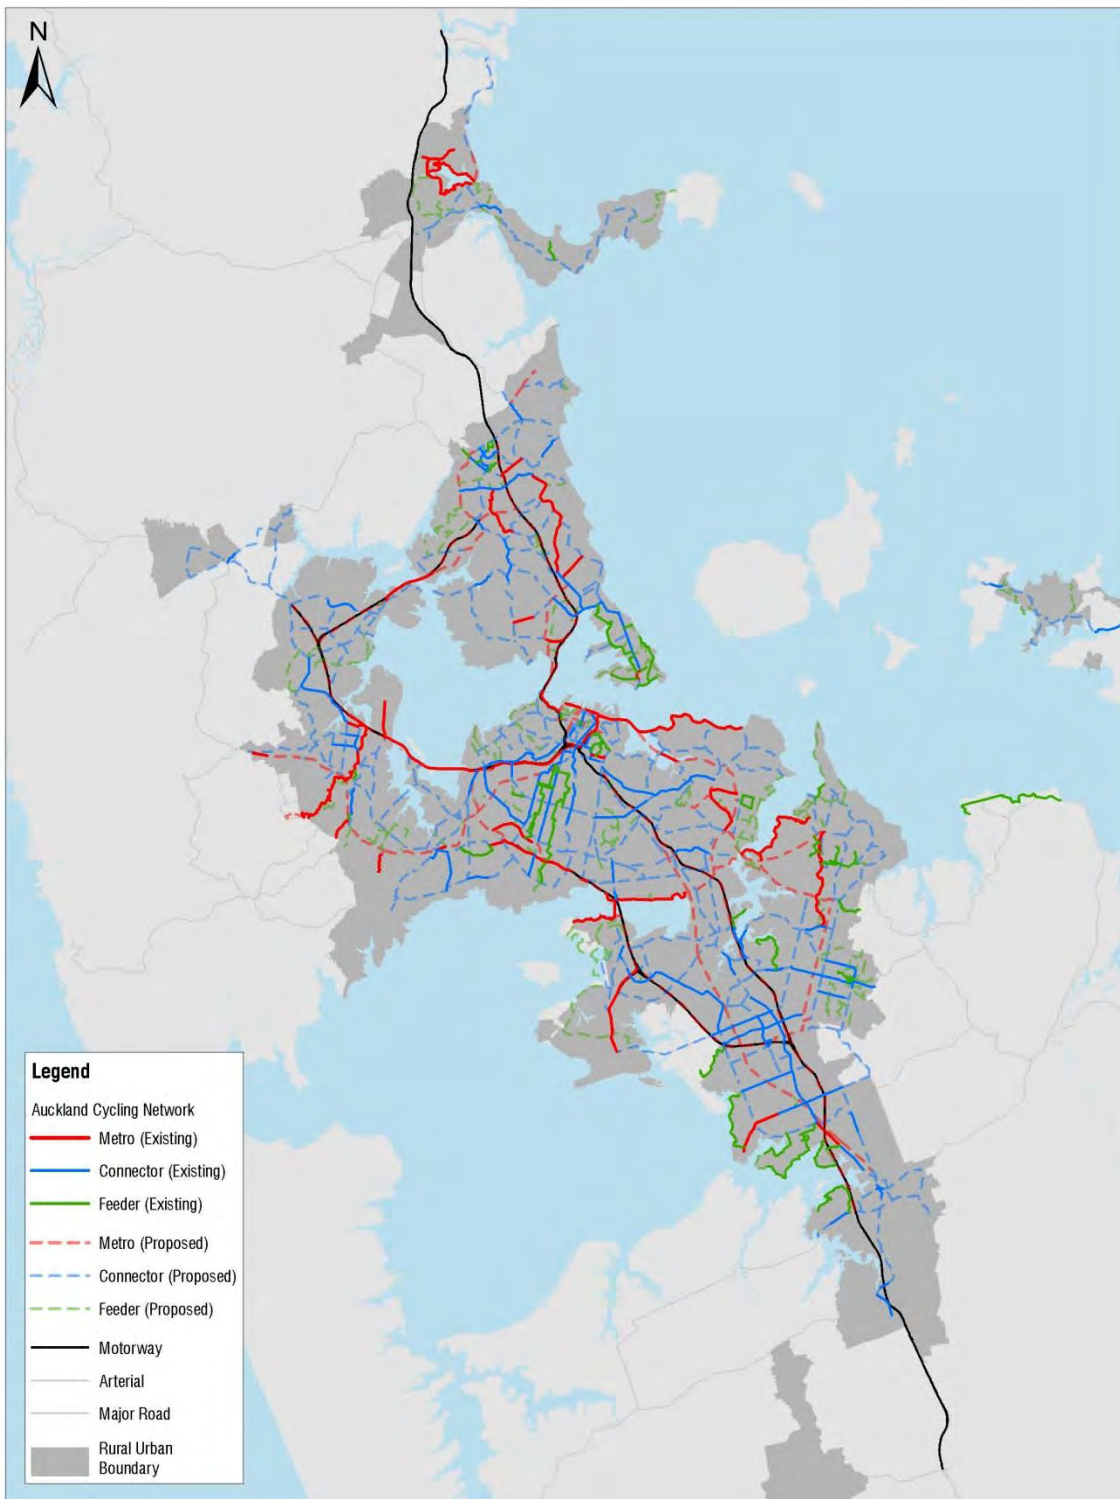 N
Legend
Auckland Cycling Network
Metro (Existing)
Connector (Existing)
Feeder (Existing)
Metro (Proposed)
Connector (Proposed)
Feeder (Proposed)
Motorway
Arterial
Major Road
Rural Urban
Boundary